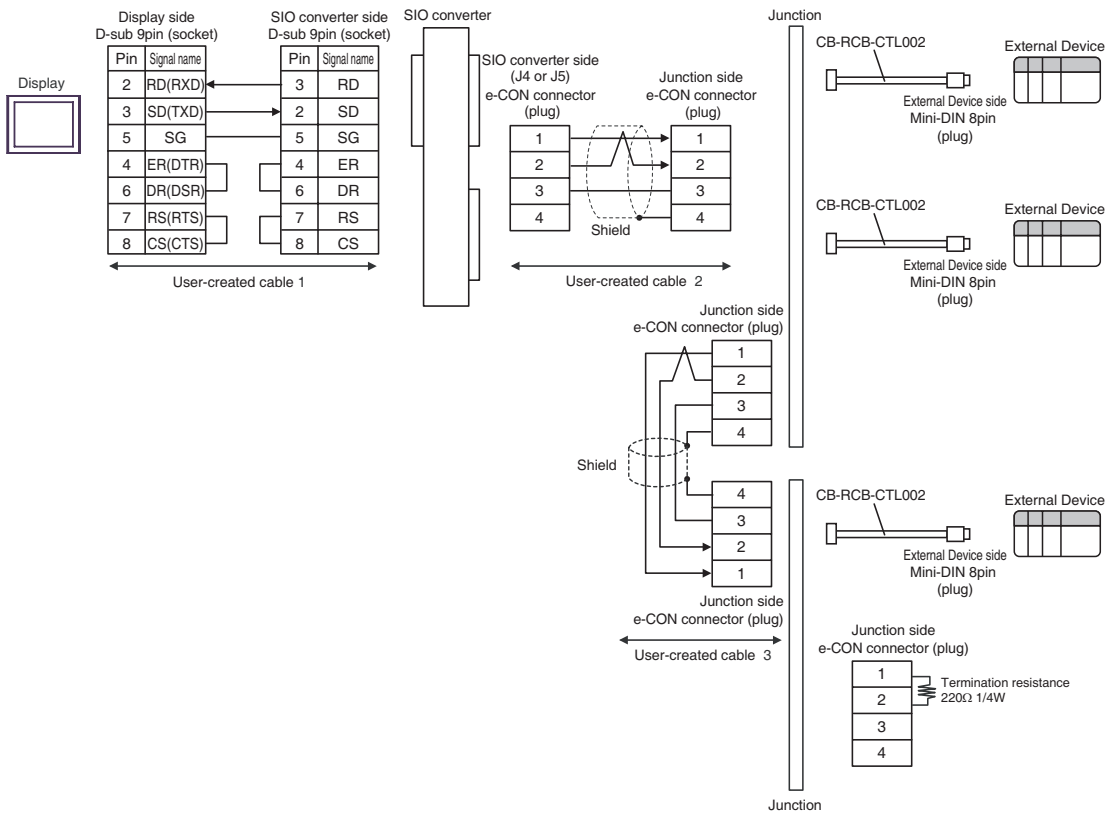 Display
Display side
D-sub 9pin (socket)
Pin Signal name
2 RD(RXD)
3 SD(TXD)
5 SG
4 ER(DTR)
6 DR(DSR)
7 RS(RTS)
8 CS(CTS)
SIO converter side
D-sub 9pin (socket)
Pin Signal name
3 RD
2 SD
5 SG
4 ER
6 DR
7 RS
8 CS
User-created cable 1
SIO converter
SIO converter side
(J4 or J5)
e-CON connector
(plug)
1
2
3
4
Shield
Junction side
e-CON connector
(plug)
1
2
3
4
User-created cable 2
Junction side
e-CON connector (plug)
1
2
3
4
Shield
4
3
2
1
Junction side
e-CON connector (plug)
User-created cable 3
Junction
CB-RCB-CTL002
External Device side
Mini-DIN 8pin
(plug)
External Device
CB-RCB-CTL002
External Device side
Mini-DIN 8pin
(plug)
External Device
CB-RCB-CTL002
External Device side
Mini-DIN 8pin
(plug)
External Device
Junction side
e-CON connector (plug)
1
2
3
4
Termination resistance
220Ω 1/4W
Junction